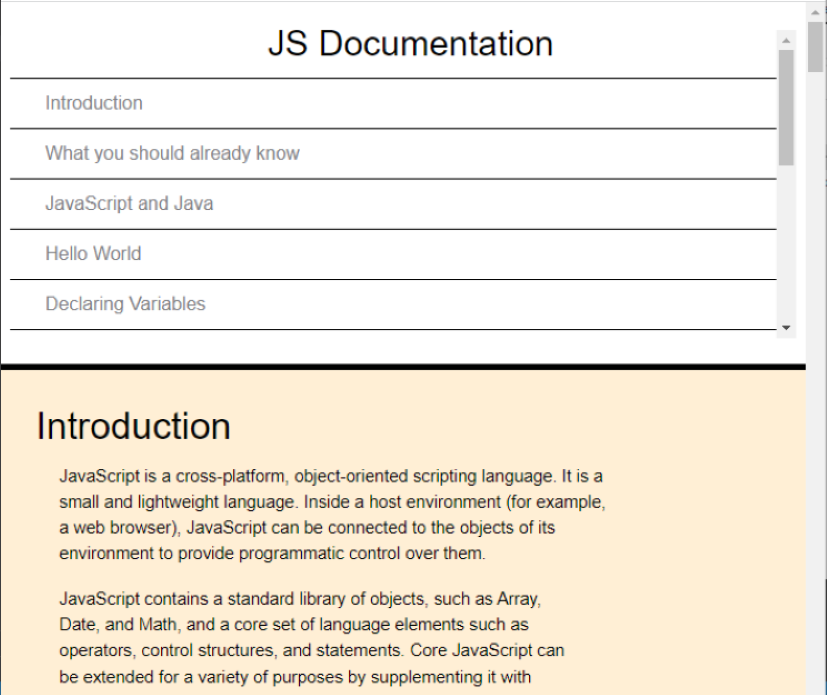 JS Documentation
Introduction
What you should already know
JavaScript and Java
Hello World
Declaring Variables
Introduction
JavaScript is a cross-platform, object-oriented scripting language. It is a
small and lightweight language. Inside a host environment (for example,
a web browser), JavaScript can be connected to the objects of its
environment to provide programmatic control over them.
JavaScript contains a standard library of objects, such as Array,
Date, and Math, and a core set of language elements such as
operators, control structures, and statements. Core JavaScript can
be extended for a variety of purposes by supplementing it with